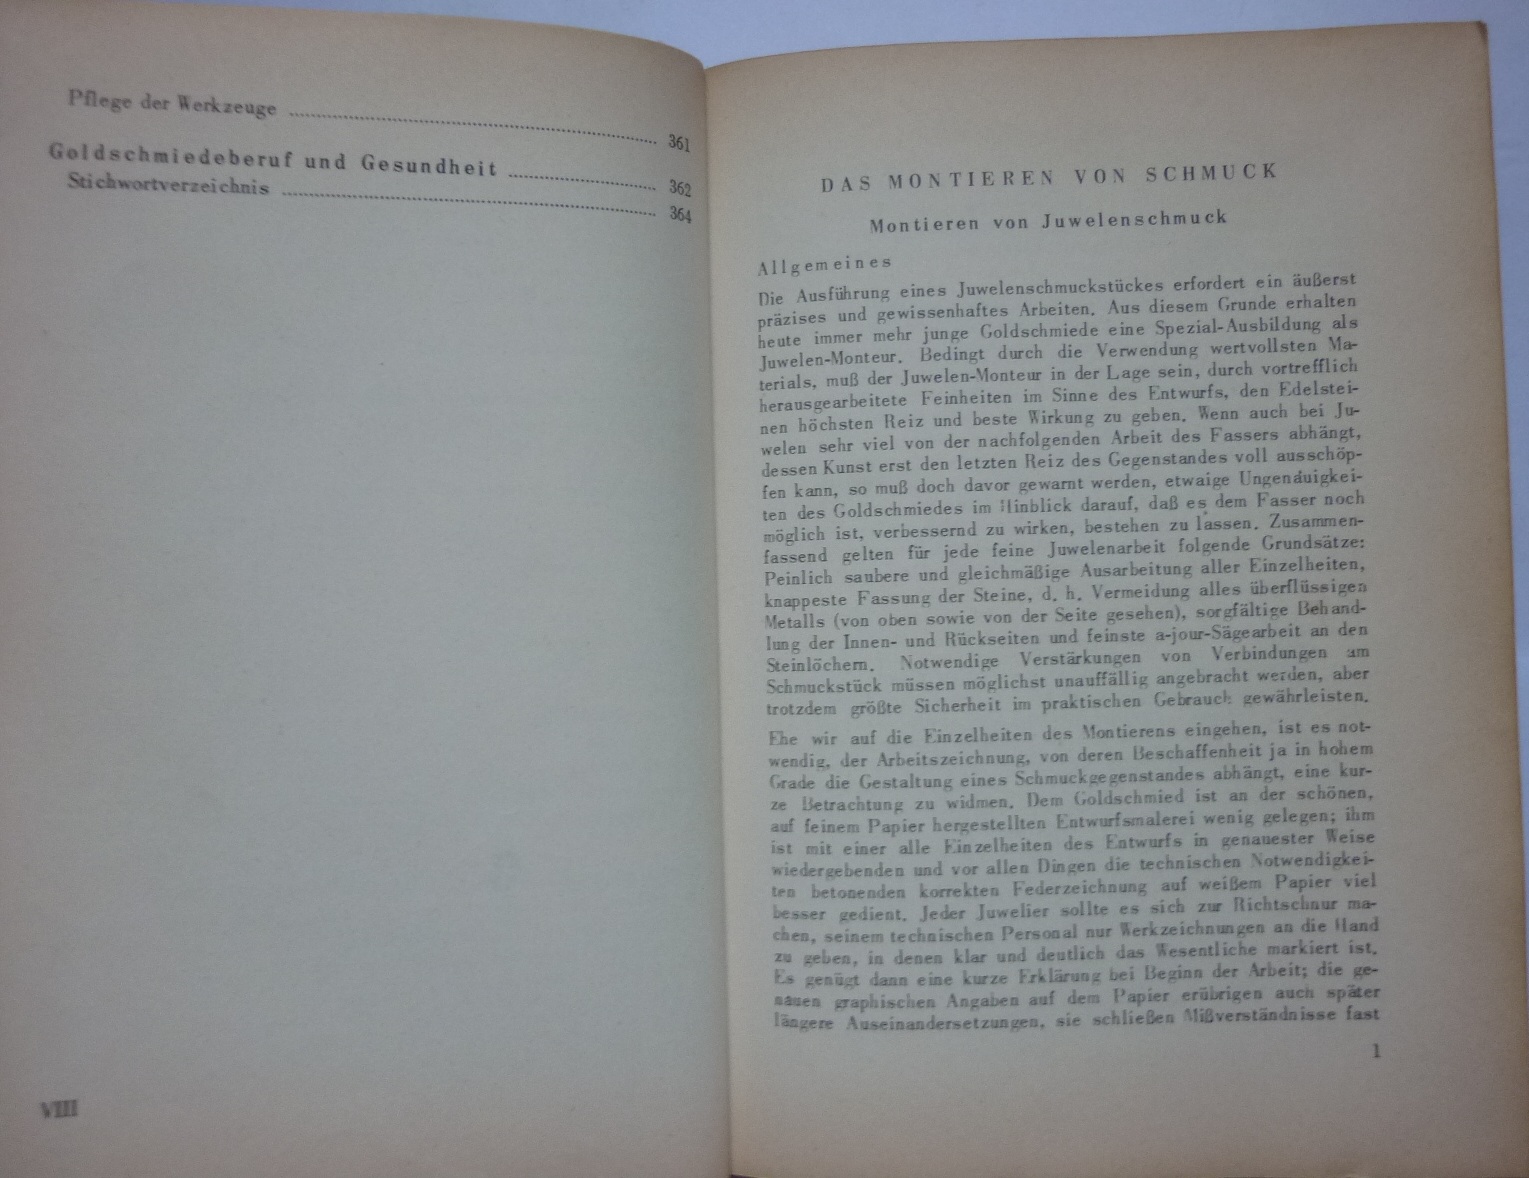 Pflege der Werkzeuge ........ 361
Goldschmiedeberuf und Gesundheit ........ 362
Stichwortverzeichnis ........ 364
VIII
DAS MONTIEREN VON SCHMUCK
Montieren von Juwelenschmuck
Allgemeines
Die Ausführung eines Juwelenschmuckstückes erfordert ein äußerst
präzises und gewissenhaftes Arbeiten. Aus diesem Grunde erhalten
heute immer mehr junge Goldschmiede eine Spezial-Ausbildung als
Juwelen-Monteur. Bedingt durch die Verwendung wertvollsten Ma-
terials, muß der Juwelen-Monteur in der Lage sein, durch vortrefflich
herausgearbeitete Feinheiten im Sinne des Entwurfs, den Edelstei-
nen höchsten Reiz und beste Wirkung zu geben. Wenn auch bei Ju-
welen sehr viel von der nachfolgenden Arbeit des Fassers abhängt,
dessen Kunst erst den letzten Reiz des Gegenstandes voll ausschöp-
fen kann, so muß doch davor gewarnt werden, etwaige Ungenauigkei-
ten des Goldschmiedes im Hinblick darauf, daß es dem Fasser noch
möglich ist, verbessernd zu wirken, bestehen zu lassen. Zusammen-
fassend gelten für jede feine Juwelenarbeit folgende Grundsätze:
Peinlich saubere und gleichmäßige Ausarbeitung aller Einzelheiten,
knappeste Fassung der Steine, d. h. Vermeidung alles überflüssigen
Metalls (von oben sowie von der Seite gesehen), sorgfältige Behand-
lung der Innen- und Rückseiten und feinste a-jour-Sägearbeit an den
Steinlöchern. Notwendige Verstärkungen von Verbindungen am
Schmuckstück müssen möglichst unauffällig angebracht werden, aber
trotzdem größte Sicherheit im praktischen Gebrauch gewährleisten.
Ehe wir auf die Einzelheiten des Montierens eingehen, ist es not-
wendig, der Arbeitszeichnung, von deren Beschaffenheit ja in hohem
Grade die Gestaltung eines Schmuckgegenstandes abhängt, eine kur-
ze Betrachtung zu widmen. Dem Goldschmied ist an der schönen,
auf feinem Papier hergestellten Entwurfsmalerei wenig gelegen; ihm
ist mit einer alle Einzelheiten des Entwurfs in genauester Weise
wiedergebenden und vor allen Dingen die technischen Notwendigkei-
ten betonenden korrekten Federzeichnung auf weißem Papier viel
besser gedient. Jeder Juwelier sollte es sich zur Richtschnur ma-
chen, seinem technischen Personal nur Werkzeichnungen an die Hand
zu geben, in denen klar und deutlich das Wesentliche markiert ist.
Es genügt dann eine kurze Erklärung bei Beginn der Arbeit; die ge-
nauen graphischen Angaben auf dem Papier erübrigen auch später
längere Auseinandersetzungen, sie schließen Mißverständnisse fast
1